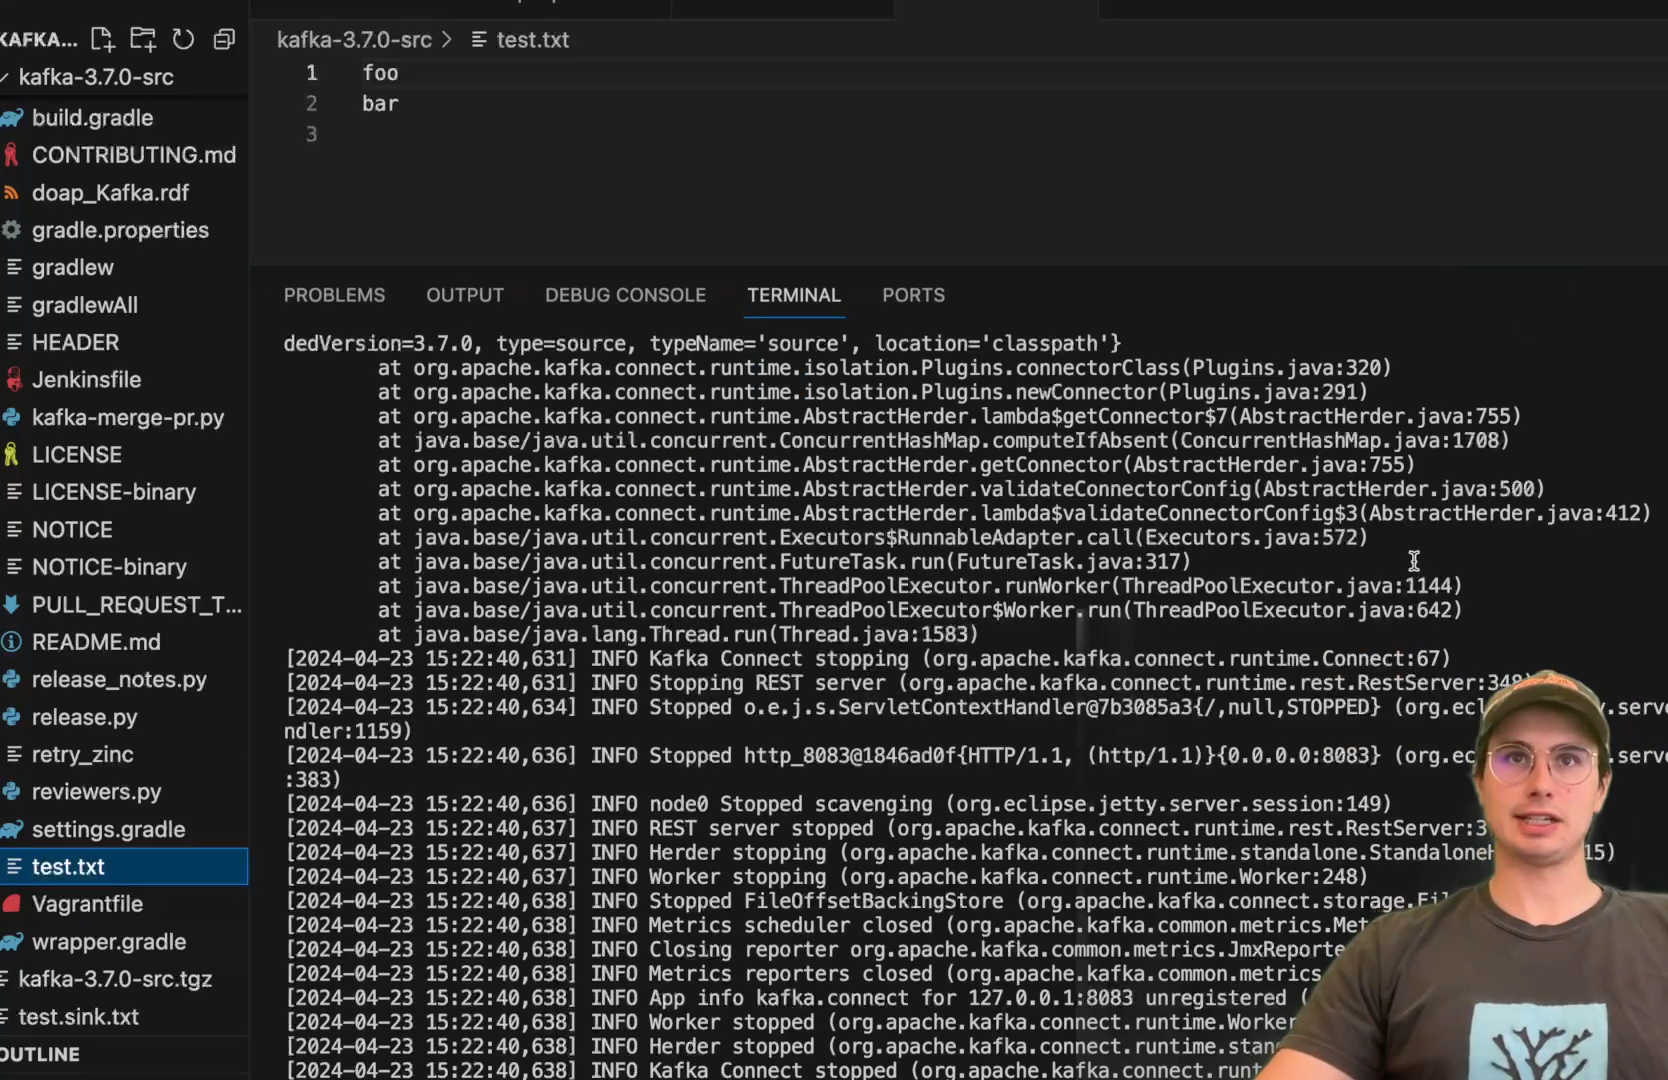 KAFKA...
kafka-3.7.0-src
build.gradle
CONTRIBUTING.md
doap_Kafka.rdf
gradle.properties
gradlew
gradlewAll
HEADER
Jenkinsfile
kafka-merge-pr.py
LICENSE
LICENSE-binary
NOTICE
NOTICE-binary
PULL_REQUEST_T...
README.md
release_notes.py
release.py
retry_zinc
reviewers.py
settings.gradle
test.txt
Vagrantfile
wrapper.gradle
kafka-3.7.0-src.tgz
test.sink.txt
OUTLINE
kafka-3.7.0-src > test.txt
1 foo
2 bar
3
PROBLEMS OUTPUT DEBUG CONSOLE TERMINAL PORTS
dedVersion=3.7.0, type=source, typeName='source', location='classpath'}
at org.apache.kafka.connect.runtime.isolation.Plugins.connectorClass(Plugins.java:320)
at org.apache.kafka.connect.runtime.isolation.Plugins.newConnector(Plugins.java:291)
at org.apache.kafka.connect.runtime.AbstractHerder.lambda$getConnector$7(AbstractHerder.java:755)
at java.base/java.util.concurrent.ConcurrentHashMap.computeIfAbsent(ConcurrentHashMap.java:1708)
at org.apache.kafka.connect.runtime.AbstractHerder.getConnector(AbstractHerder.java:755)
at org.apache.kafka.connect.runtime.AbstractHerder.validateConnectorConfig(AbstractHerder.java:500)
at org.apache.kafka.connect.runtime.AbstractHerder.lambda$validateConnectorConfig$3(AbstractHerder.java:412)
at java.base/java.util.concurrent.Executors$RunnableAdapter.call(Executors.java:572)
at java.base/java.util.concurrent.FutureTask.run(FutureTask.java:317)
at java.base/java.util.concurrent.ThreadPoolExecutor.runWorker(ThreadPoolExecutor.java:1144)
at java.base/java.util.concurrent.ThreadPoolExecutor$Worker.run(ThreadPoolExecutor.java:642)
at java.base/java.lang.Thread.run(Thread.java:1583)
[2024-04-23 15:22:40,631] INFO Kafka Connect stopping (org.apache.kafka.connect.runtime.Connect:67)
[2024-04-23 15:22:40,631] INFO Stopping REST server (org.apache.kafka.connect.runtime.rest.RestServer:348)
[2024-04-23 15:22:40,634] INFO Stopped o.e.j.s.ServletContextHandler@7b3085a3{/,null,STOPPED} (org.ecl
ndler:1159)
[2024-04-23 15:22:40,636] INFO Stopped http_8083@1846ad0f{HTTP/1.1, (http/1.1)}{0.0.0.0:8083} (org.ec
:383)
[2024-04-23 15:22:40,636] INFO node0 Stopped scavenging (org.eclipse.jetty.server.session:149)
[2024-04-23 15:22:40,637] INFO REST server stopped (org.apache.kafka.connect.runtime.rest.RestServer:3
[2024-04-23 15:22:40,637] INFO Herder stopping (org.apache.kafka.connect.runtime.standalone.Standalone 15)
[2024-04-23 15:22:40,637] INFO Worker stopping (org.apache.kafka.connect.runtime.Worker:248)
[2024-04-23 15:22:40,638] INFO Stopped FileOffsetBackingStore (org.apache.kafka.connect.storage.Fil
[2024-04-23 15:22:40,638] INFO Metrics scheduler closed (org.apache.kafka.common.metrics.Met
[2024-04-23 15:22:40,638] INFO Closing reporter org.apache.kafka.common.metrics.JmxReporte
[2024-04-23 15:22:40,638] INFO Metrics reporters closed (org.apache.kafka.common.metrics.
[2024-04-23 15:22:40,638] INFO App info kafka.connect for 127.0.0.1:8083 unregistered (
[2024-04-23 15:22:40,638] INFO Worker stopped (org.apache.kafka.connect.runtime.Worker
[2024-04-23 15:22:40,638] INFO Herder stopped (org.apache.kafka.connect.runtime.stan
[2024-04-23 15:22:40,638] INFO Kafka Connect stopped (org.apache.kafka.connect.runt